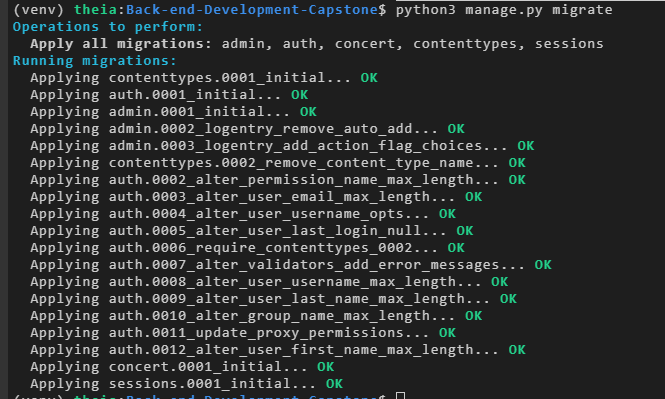 (venv) theia:Back-end-Development-Capstone$ python3 manage.py migrate
Operations to perform:
  Apply all migrations: admin, auth, concert, contenttypes, sessions
Running migrations:
  Applying contenttypes.0001_initial... OK
  Applying auth.0001_initial... OK
  Applying admin.0001_initial... OK
  Applying admin.0002_logentry_remove_auto_add... OK
  Applying admin.0003_logentry_add_action_flag_choices... OK
  Applying contenttypes.0002_remove_content_type_name... OK
  Applying auth.0002_alter_permission_name_max_length... OK
  Applying auth.0003_alter_user_email_max_length... OK
  Applying auth.0004_alter_user_username_opts... OK
  Applying auth.0005_alter_user_last_login_null... OK
  Applying auth.0006_require_contenttypes_0002... OK
  Applying auth.0007_alter_validators_add_error_messages... OK
  Applying auth.0008_alter_user_username_max_length... OK
  Applying auth.0009_alter_user_last_name_max_length... OK
  Applying auth.0010_alter_group_name_max_length... OK
  Applying auth.0011_update_proxy_permissions... OK
  Applying auth.0012_alter_user_first_name_max_length... OK
  Applying concert.0001_initial... OK
  Applying sessions.0001_initial... OK
(venv) theia:Back-end-Development-Capstone$